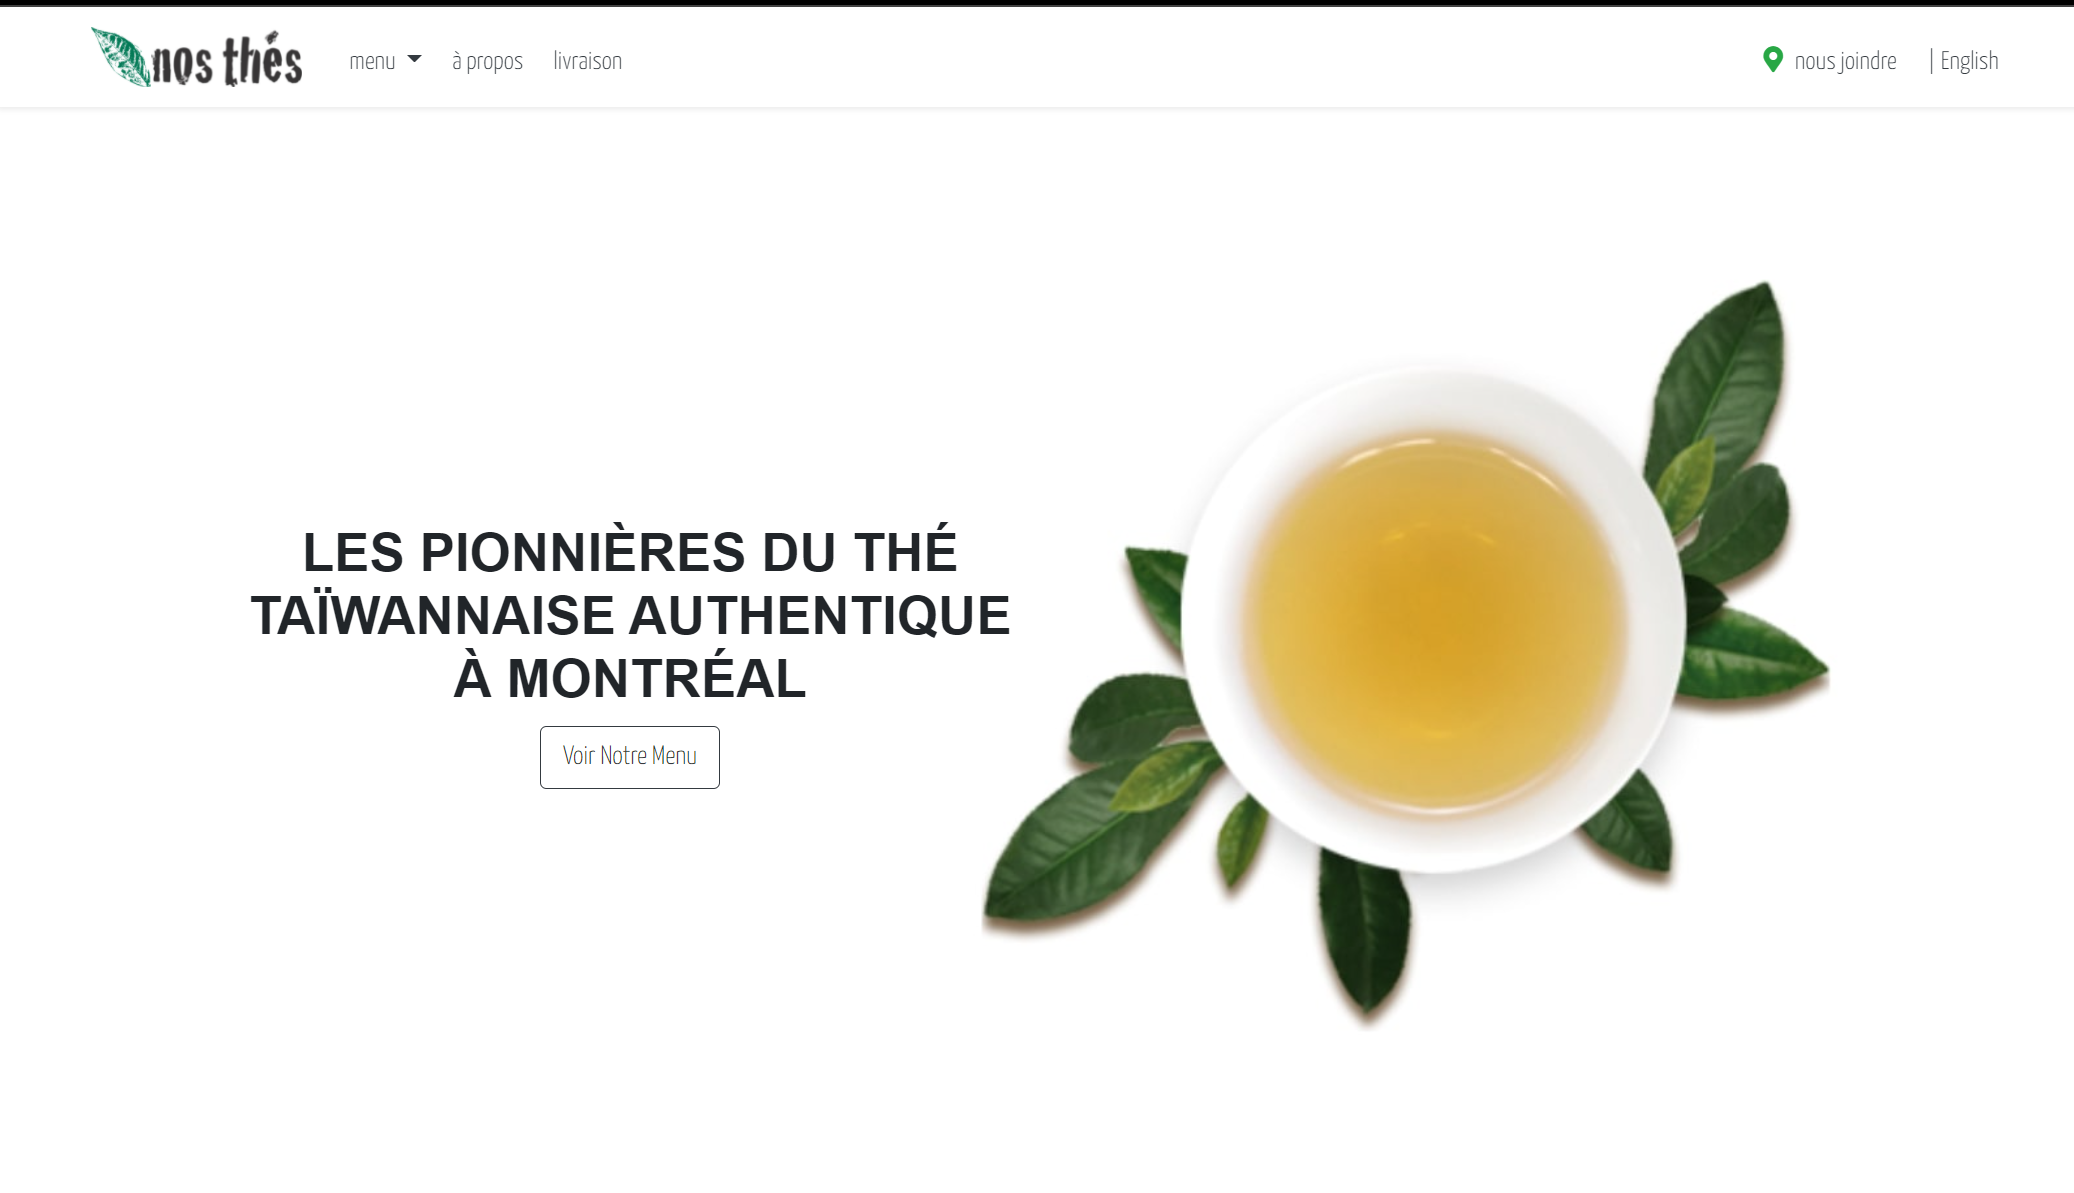 nos thés
menu
à propos
livraison
nous joindre
| English
LES PIONNIÈRES DU THÉ
TAÏWANNAISE AUTHENTIQUE
À MONTRÉAL
Voir Notre Menu